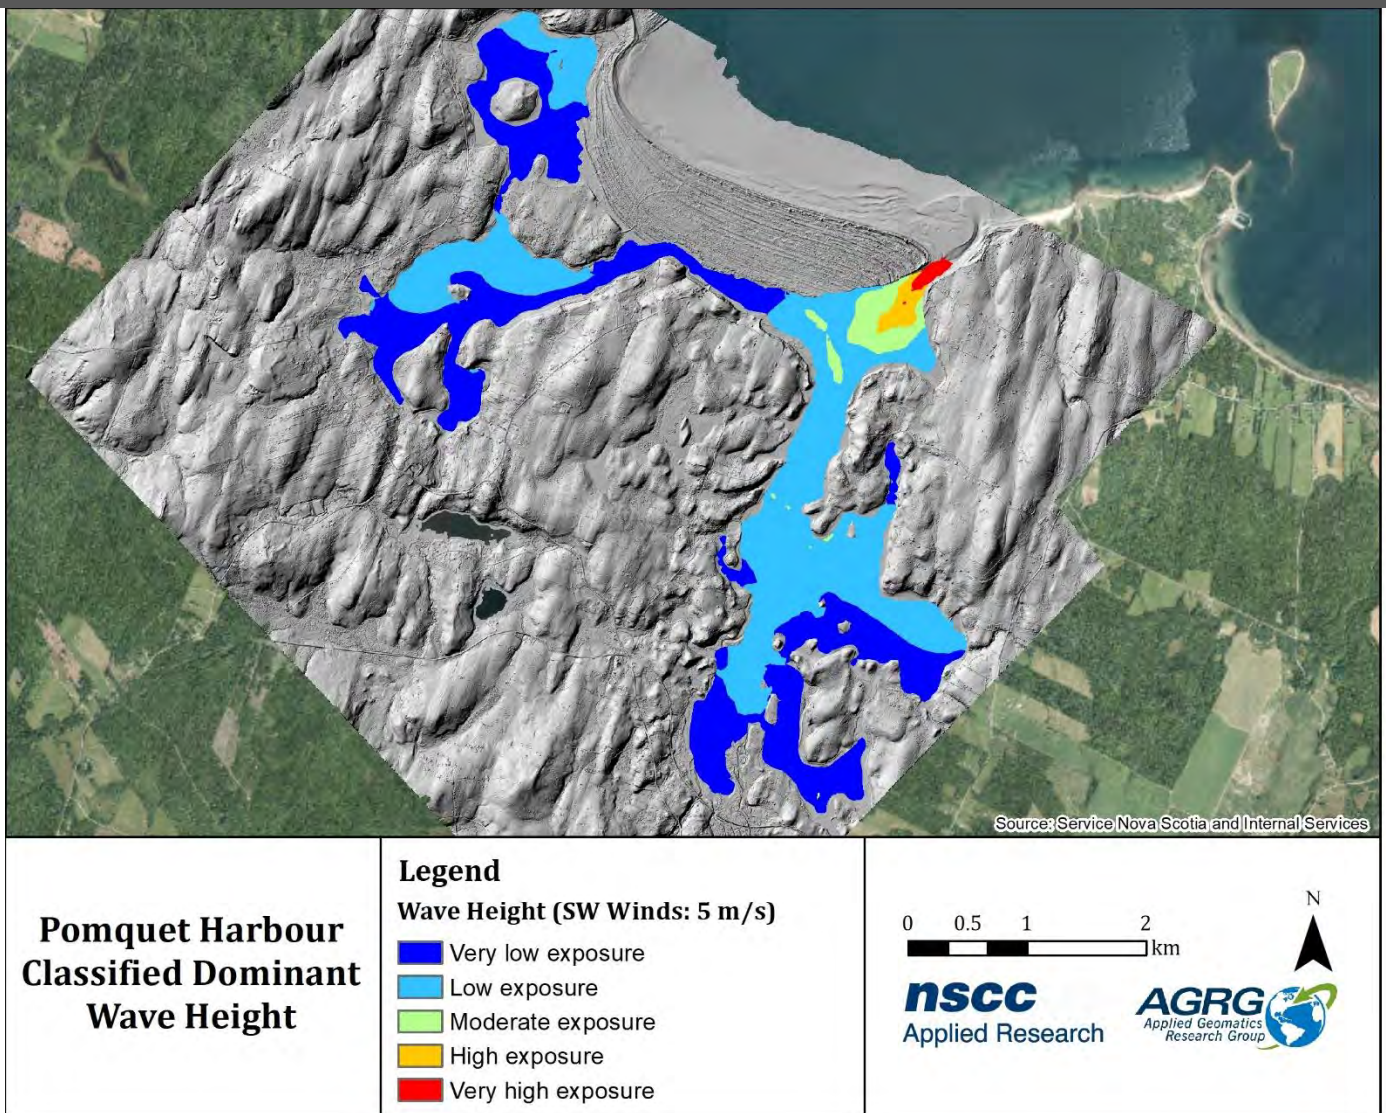 Source: Service Nova Scotia and Internal Services
Pomquet Harbour
Classified Dominant
Wave Height
Legend
Wave Height (SW Winds: 5 m/s)
Very low exposure
Low exposure
Moderate exposure
High exposure
Very high exposure
0 0.5 1 2
km
N
nscc
Applied Research
AGRG
Applied Geomatics
Research Group